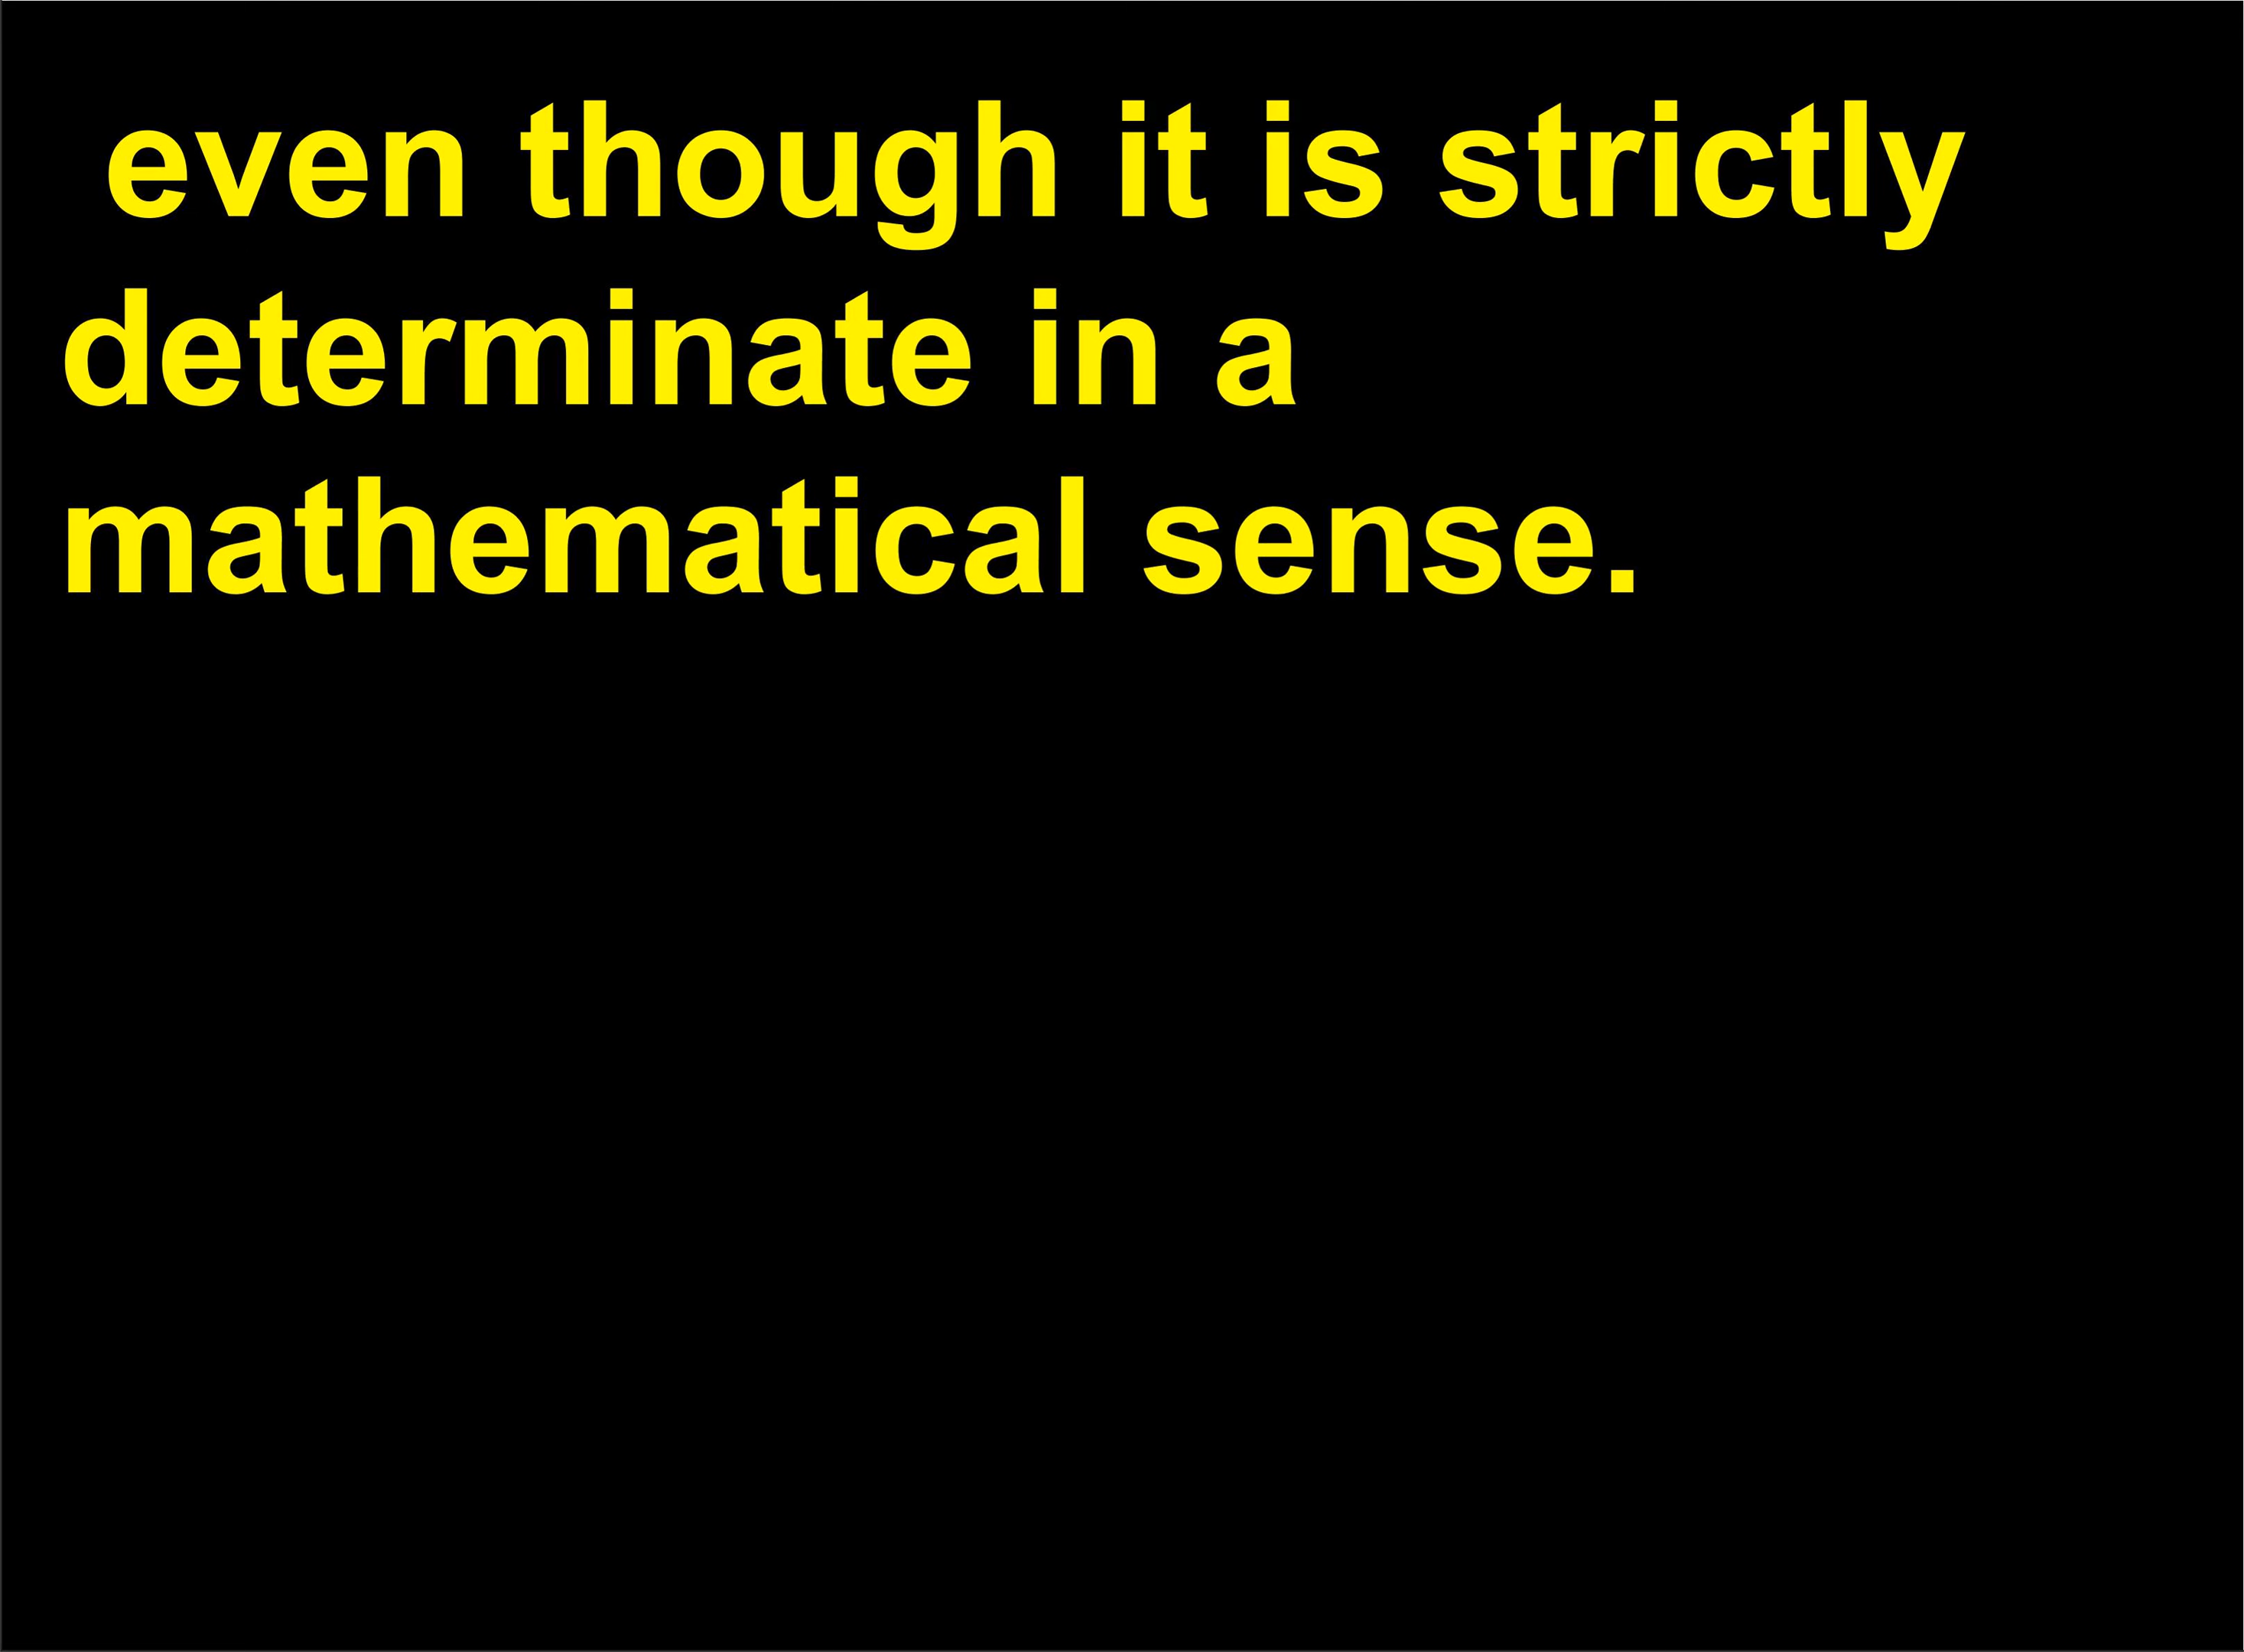 even though it is strictly
determinate in a
mathematical sense.